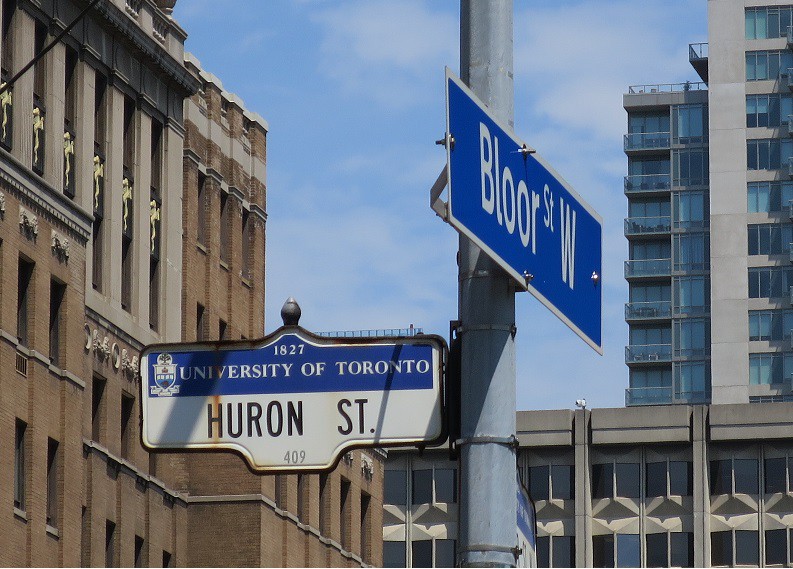 1827
UNIVERSITY OF TORONTO
HURON ST.
409
Bloor St W